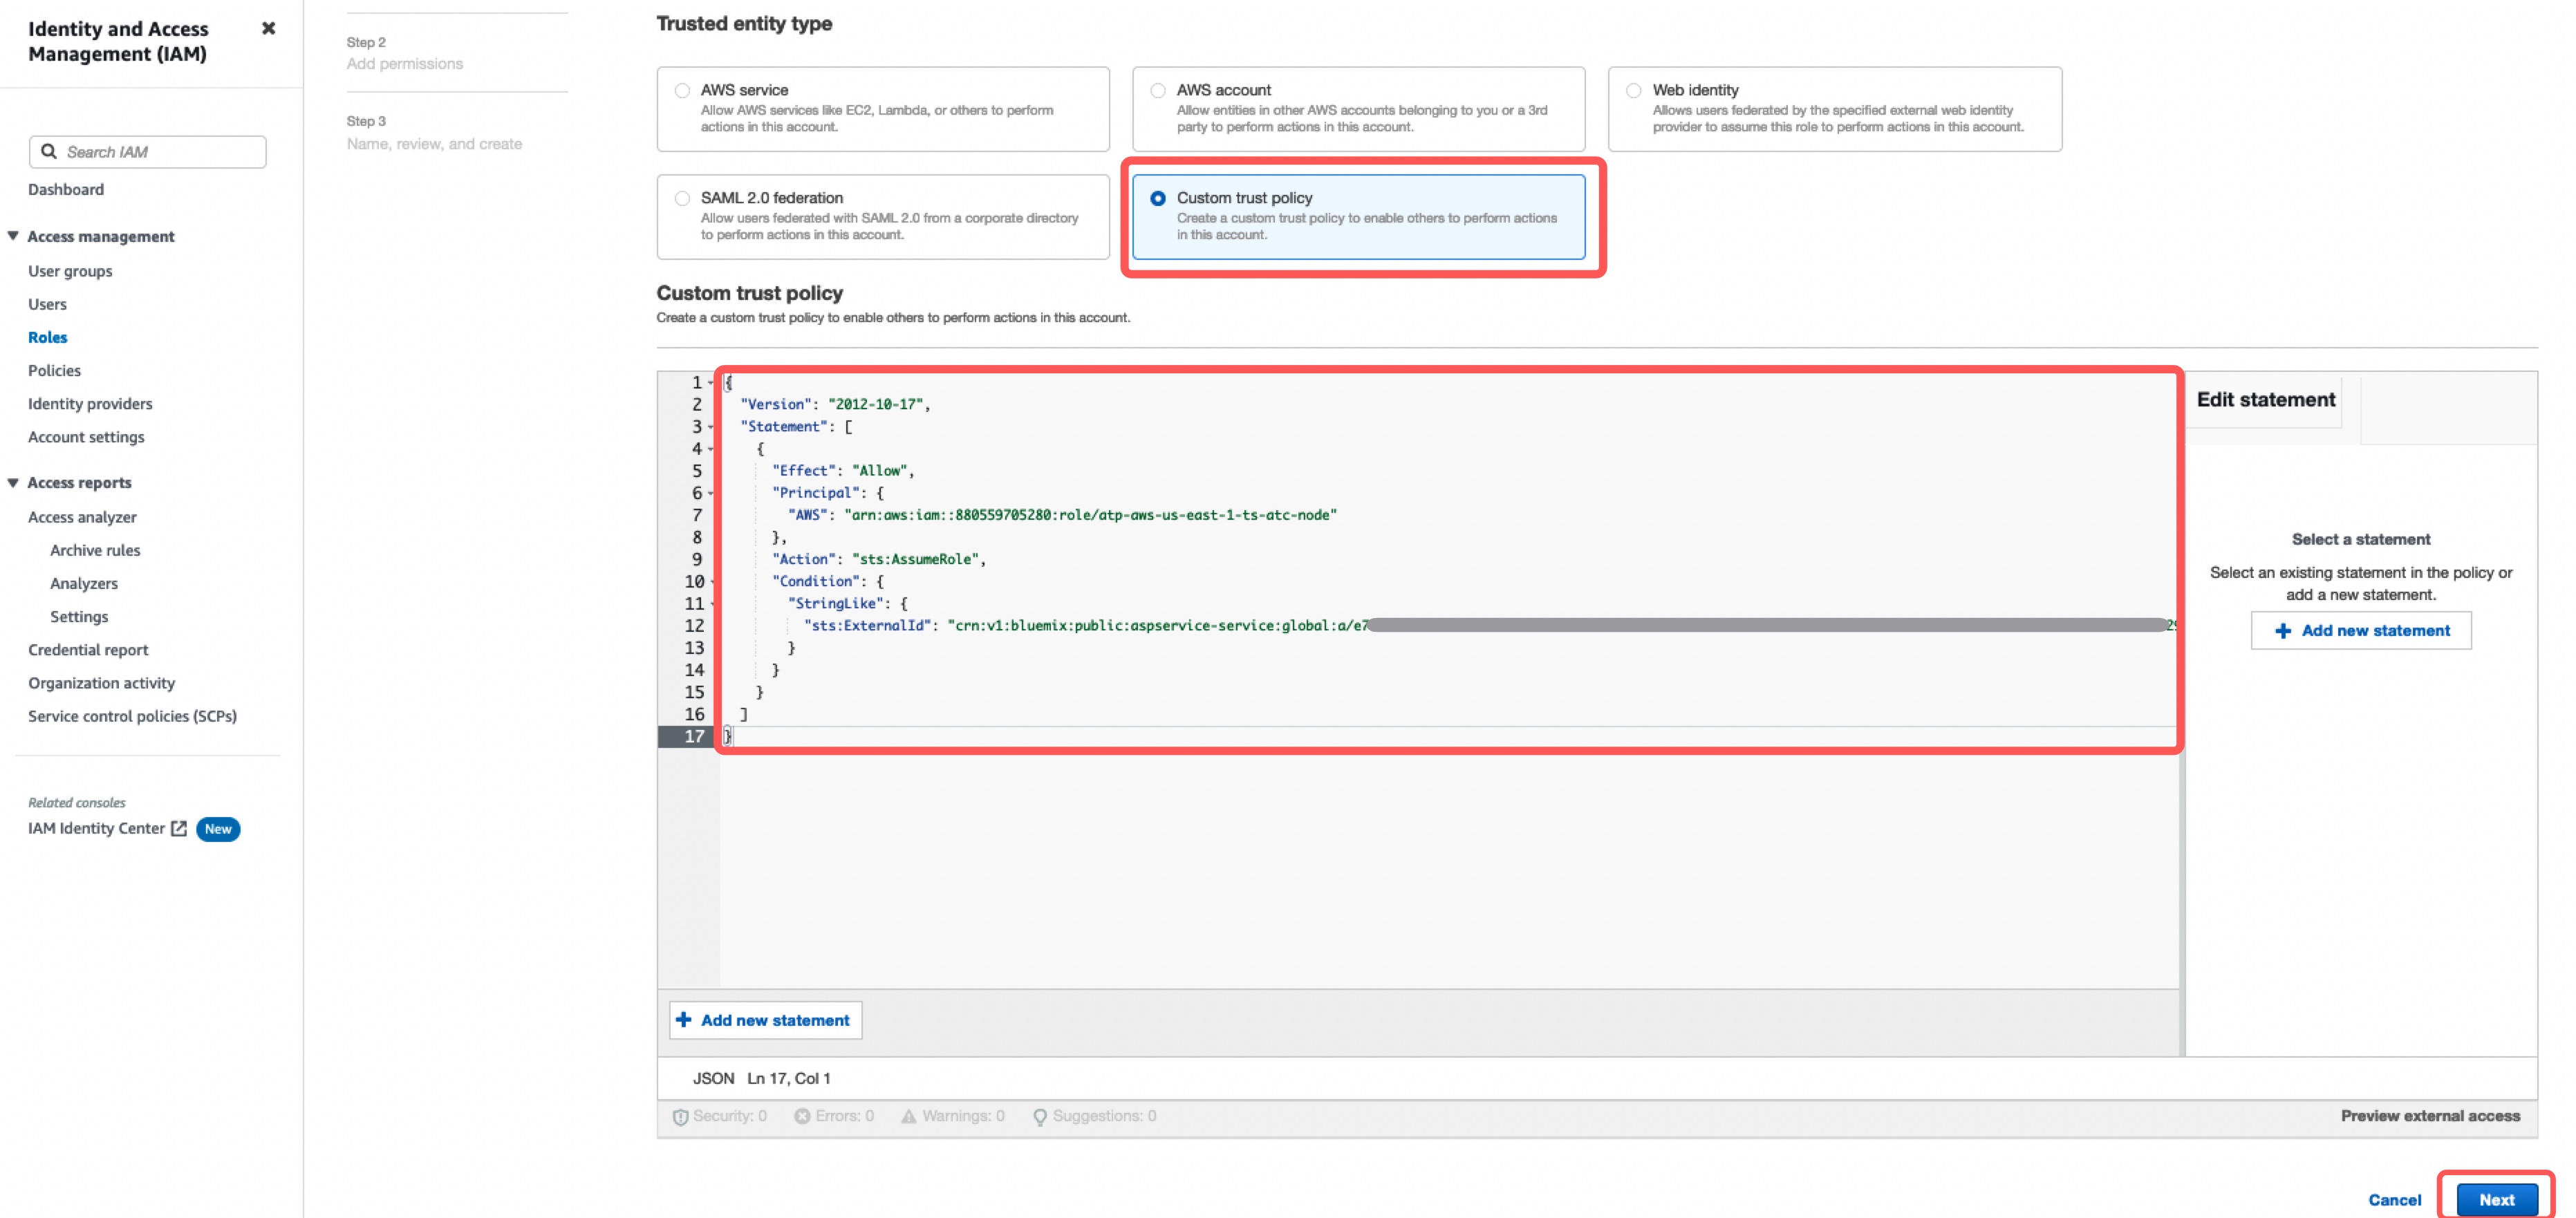 Identity and Access
Management (IAM)
Search IAM
Dashboard
Access management
User groups
Users
Roles
Policies
Identity providers
Account settings
Access reports
Access analyzer
Archive rules
Analyzers
Settings
Credential report
Organization activity
Service control policies (SCPs)
Related consoles
IAM Identity Center New
Step 2
Add permissions
Step 3
Name, review, and create
Trusted entity type
AWS service
Allow AWS services like EC2, Lambda, or others to perform
actions in this account.
AWS account
Allow entities in other AWS accounts belonging to you or a 3rd
party to perform actions in this account.
Web identity
Allows users federated by the specified external web identity
provider to assume this role to perform actions in this account.
SAML 2.0 federation
Allow users federated with SAML 2.0 from a corporate directory
to perform actions in this account.
Custom trust policy
Create a custom trust policy to enable others to perform actions
in this account.
Custom trust policy
Create a custom trust policy to enable others to perform actions in this account.
1 {
2 "Version": "2012-10-17",
3 "Statement": [
4 {
5 "Effect": "Allow",
6 "Principal": {
7 "AWS": "arn:aws:iam::880559705280:role/atp-aws-us-east-1-ts-atc-node"
8 },
9 "Action": "sts:AssumeRole",
10 "Condition": {
11 "StringLike": {
12 "sts:ExternalId": "crn:v1:bluemix:public:aspservice-service:global:a/e7
13 }
14 }
15 }
16 ]
17 }
Add new statement
JSON Ln 17, Col 1
Security: 0 Errors: 0 Warnings: 0 Suggestions: 0
Edit statement
Select a statement
Select an existing statement in the policy or
add a new statement.
Add new statement
Preview external access
Cancel Next